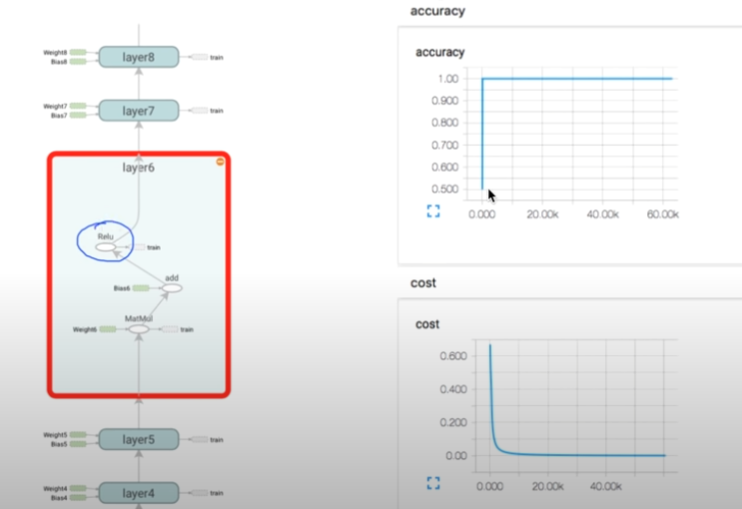 layer8
Weight8
Bias8
train
layer7
Weight7
Bias7
train
layer6
Relu
train
add
Bias6
MatMul
Weight6
train
layer5
Weight5
Bias5
train
layer4
Weight4
Bias4
train
accuracy
accuracy
1.00
0.900
0.800
0.700
0.600
0.500
0.000 20.00k 40.00k 60.00k
cost
cost
0.600
0.400
0.200
0.00
0.000 20.00k 40.00k